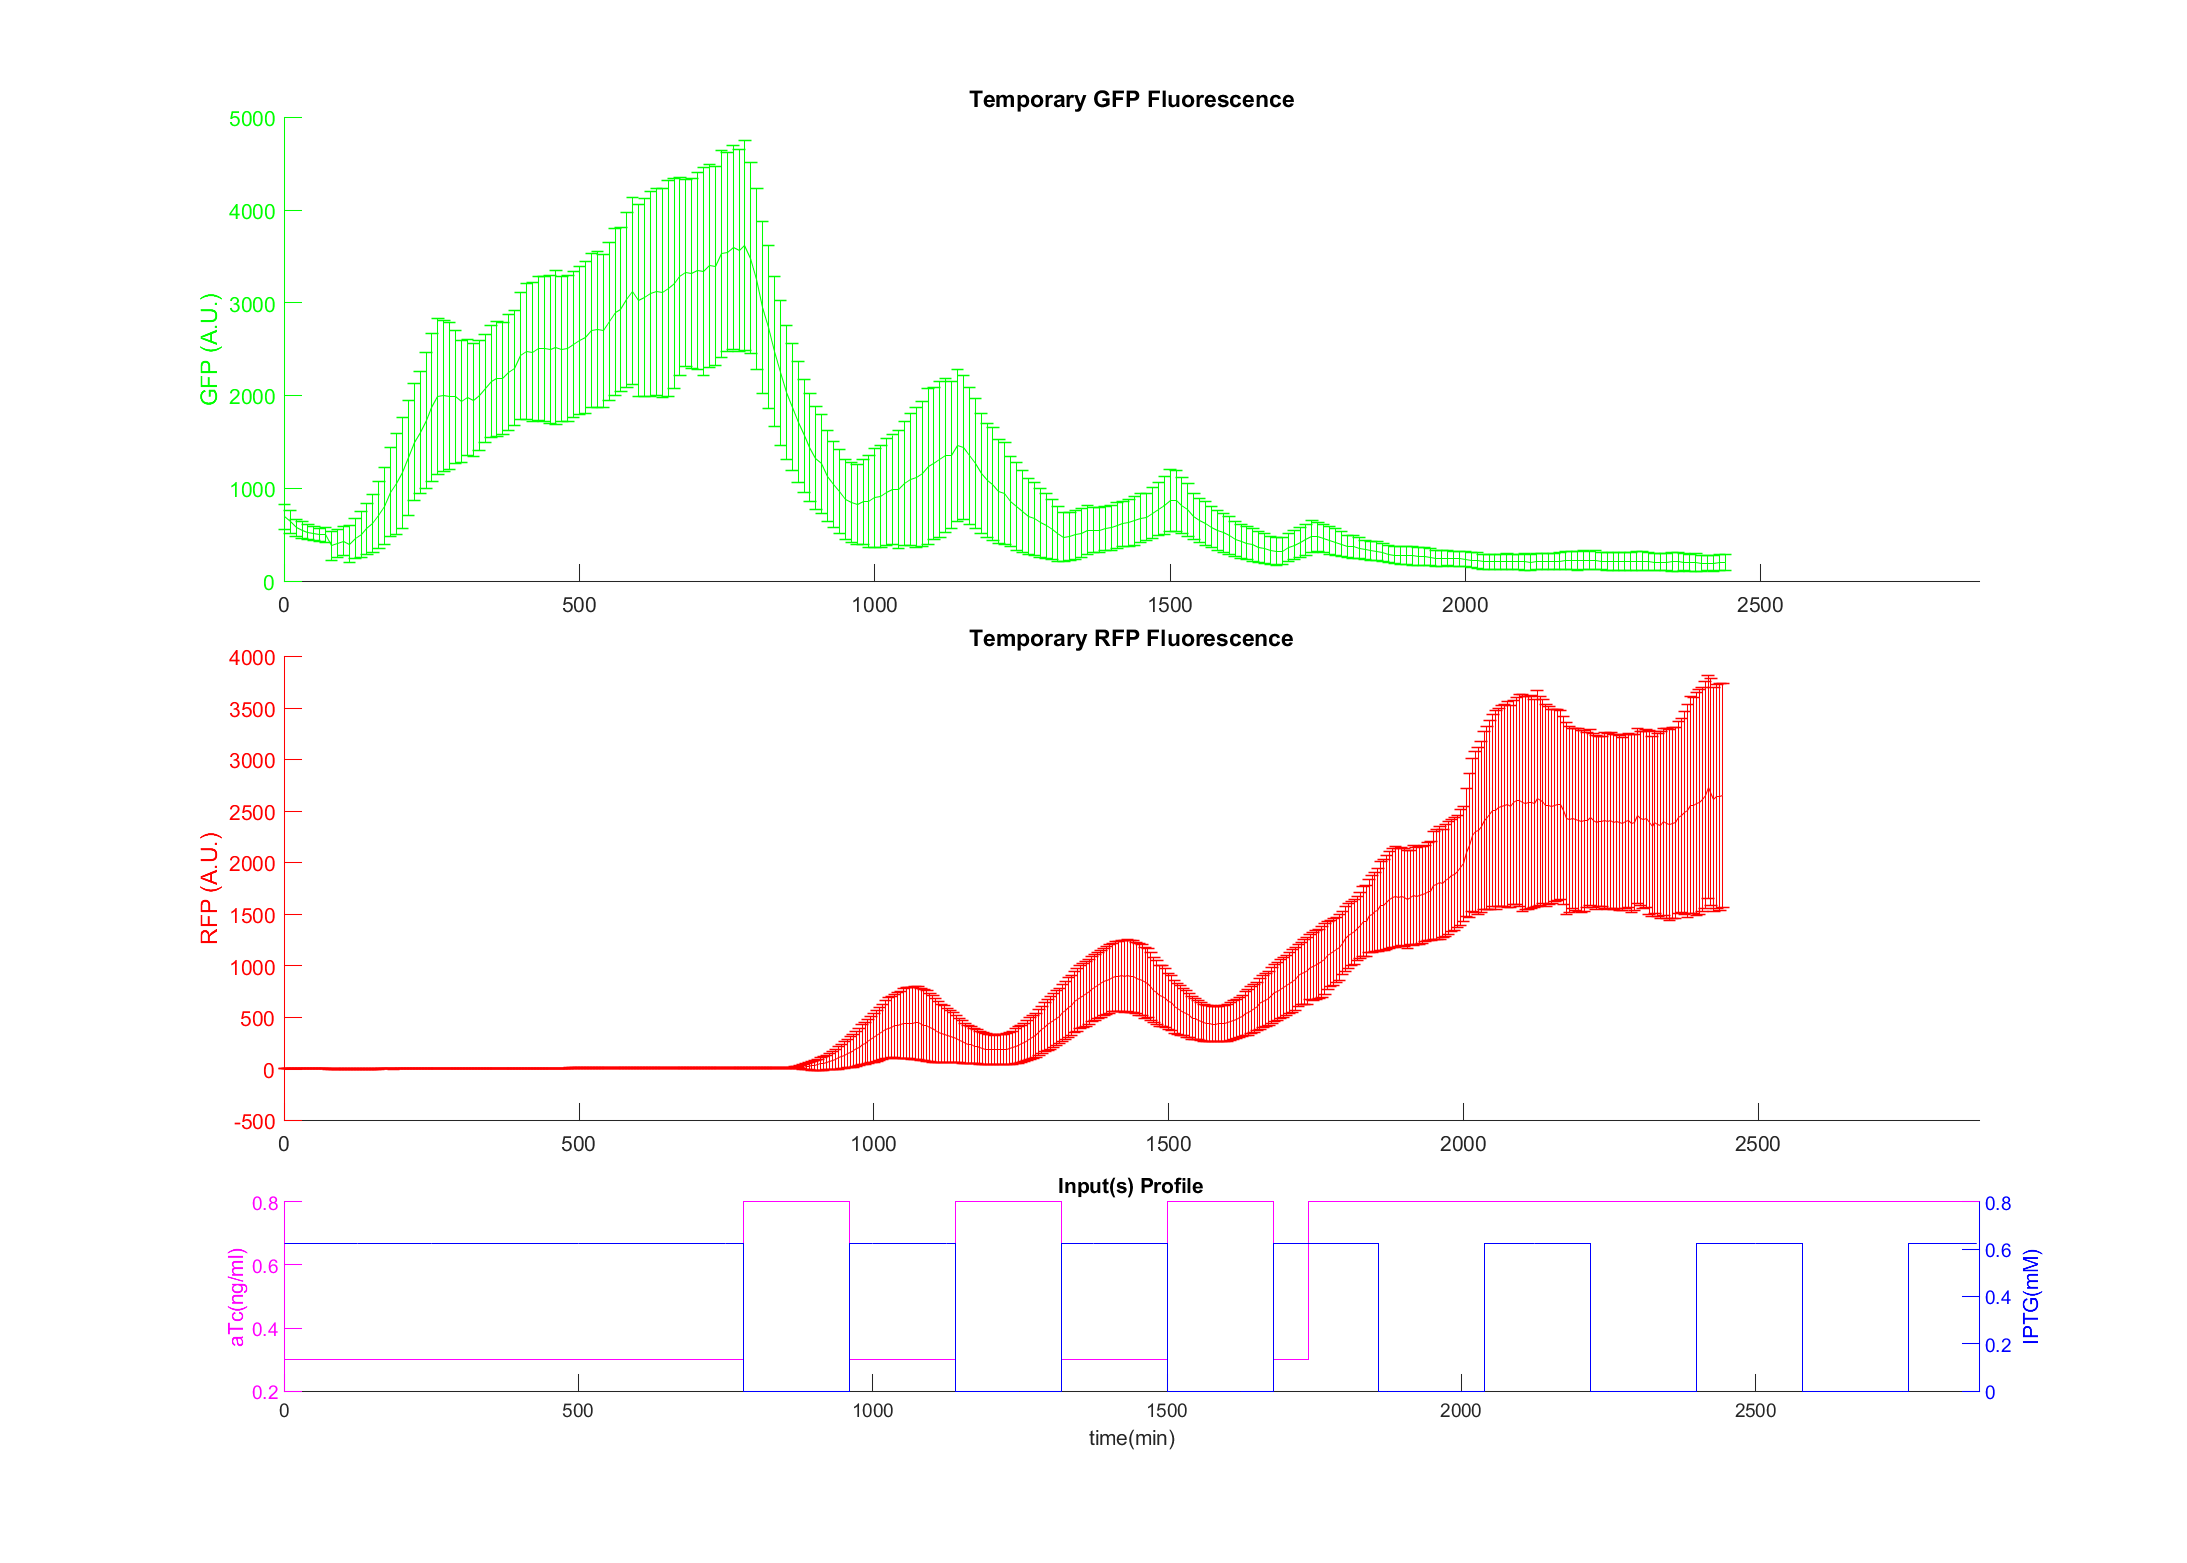 Temporary GFP Fluorescence
5000
4000
3000
2000
1000
0
GFP (A.U.)
0 500 1000 1500 2000 2500
Temporary RFP Fluorescence
4000
3500
3000
2500
2000
1500
1000
500
0
-500
RFP (A.U.)
0 500 1000 1500 2000 2500
Input(s) Profile
0.8
0.6
0.4
0.2
aTc(ng/ml)
0.8
0.6
0.4
0.2
0
IPTG(mM)
0 500 1000 1500 2000 2500
time(min)